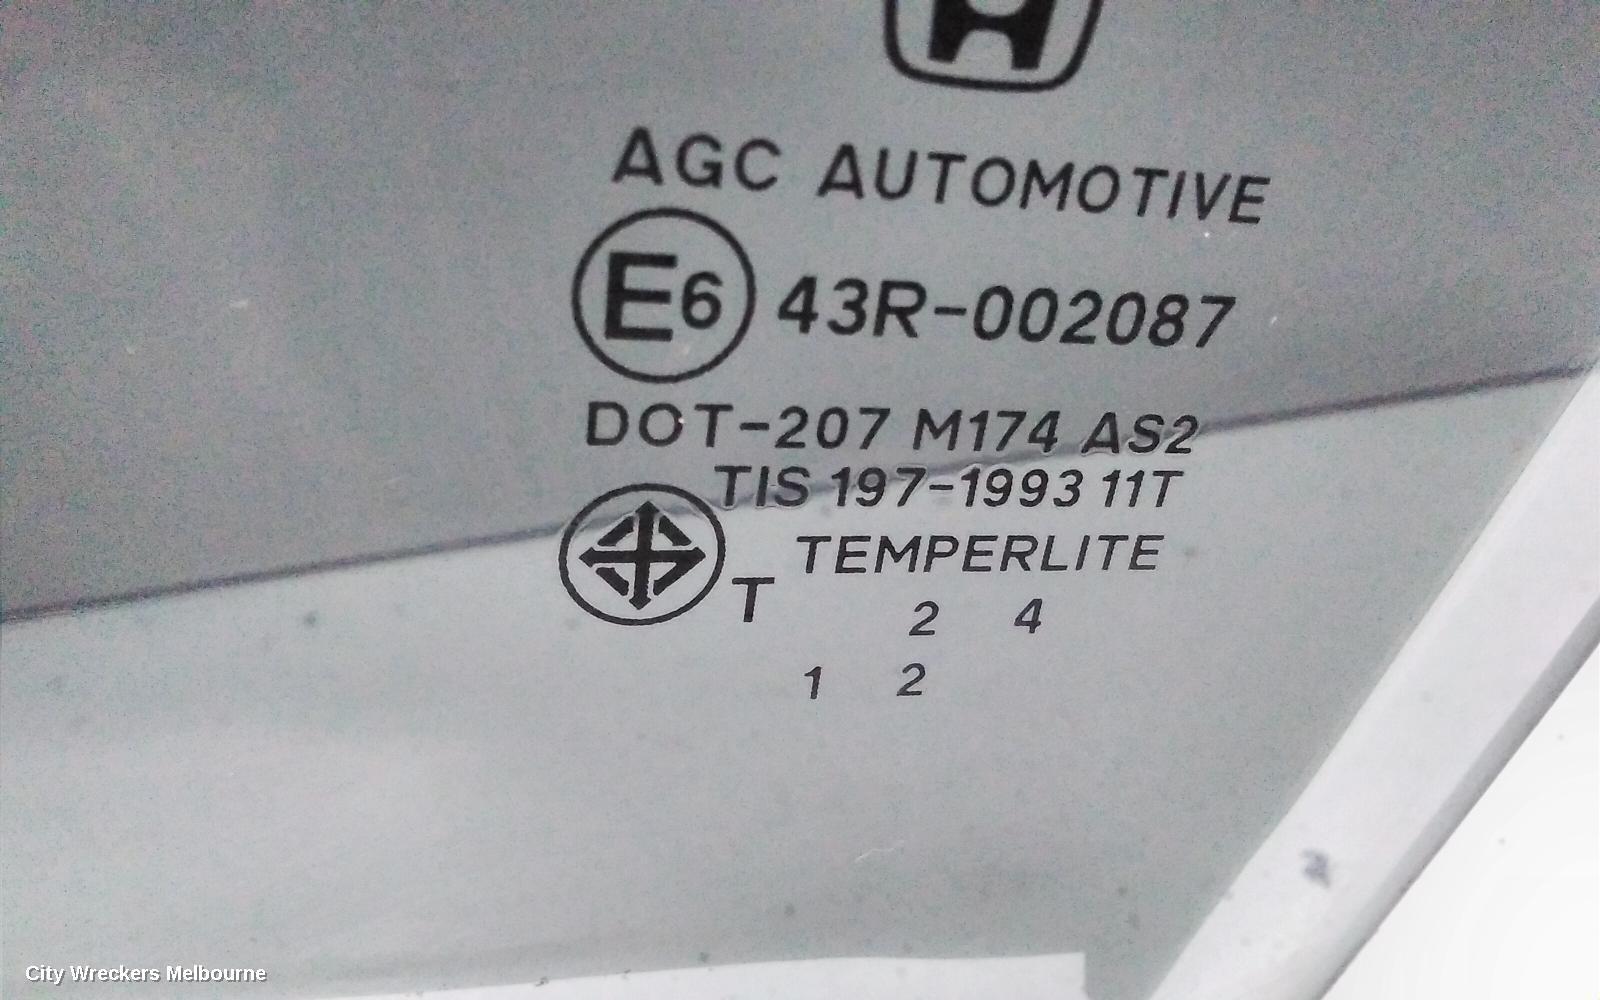 AGC AUTOMOTIVE
E6 43R-002087
DOT-207 M174 AS2
TIS 197-1993 11T
T TEMPERLITE
2 4
1 2
City Wreckers Melbourne